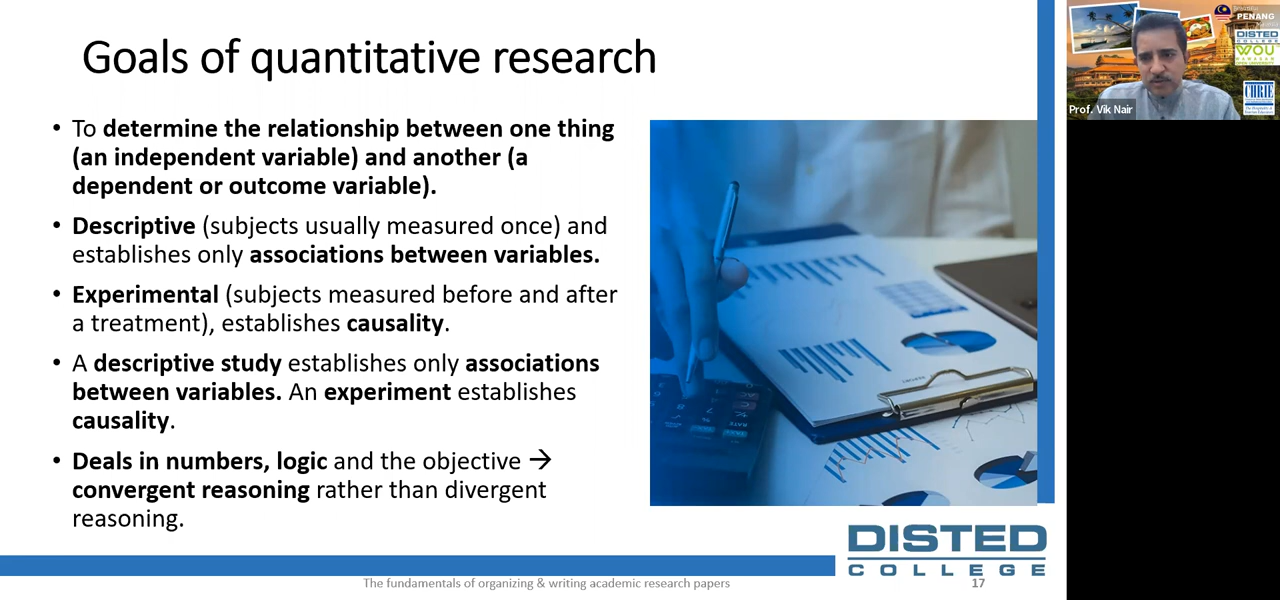 Goals of quantitative research
• To determine the relationship between one thing
(an independent variable) and another (a
dependent or outcome variable).
• Descriptive (subjects usually measured once) and
establishes only associations between variables.
• Experimental (subjects measured before and after
a treatment), establishes causality.
• A descriptive study establishes only associations
between variables. An experiment establishes
causality.
• Deals in numbers, logic and the objective →
convergent reasoning rather than divergent
reasoning.
DISTED
COLLEGE
The fundamentals of organizing & writing academic research papers
17
PENANG
DISTED
COLLEGE
WOU
CHRIE
Prof. Vik Nair